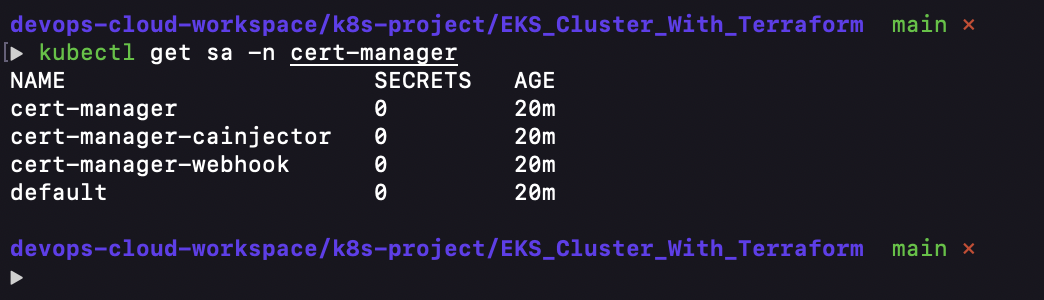 devops-cloud-workspace/k8s-project/EKS_Cluster_With_Terraform main ×
[▶ kubectl get sa -n cert-manager
NAME SECRETS AGE
cert-manager 0 20m
cert-manager-cainjector 0 20m
cert-manager-webhook 0 20m
default 0 20m
devops-cloud-workspace/k8s-project/EKS_Cluster_With_Terraform main ×
▶